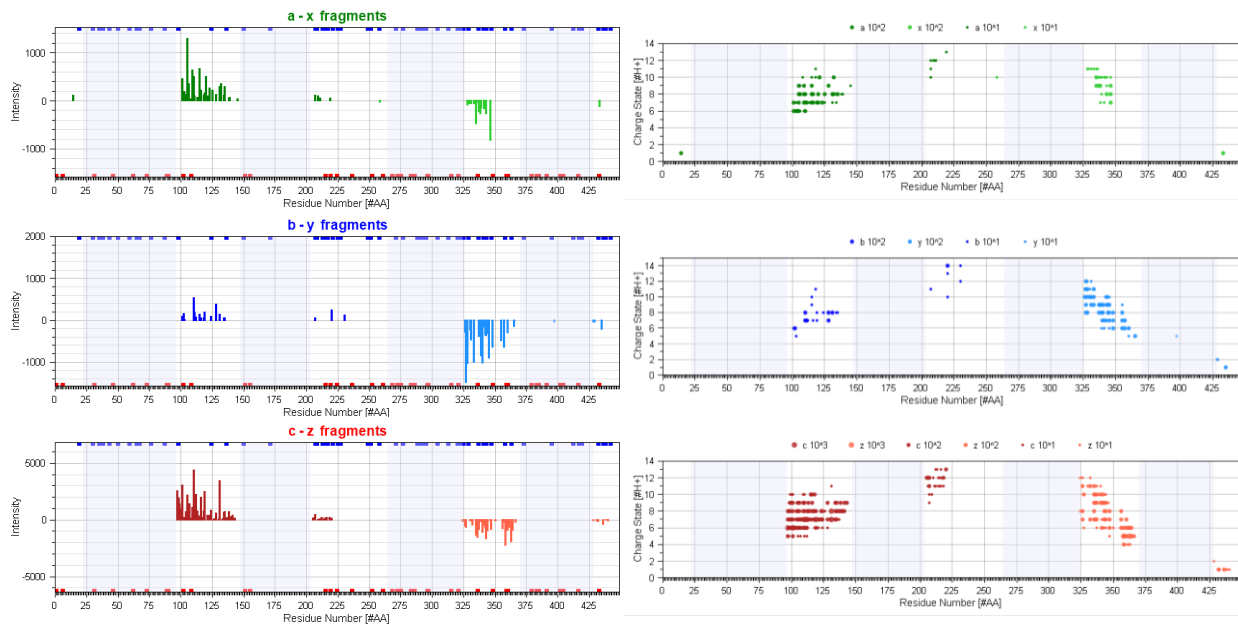 a - x fragments
1000
0
-1000
Intensity
0 25 50 75 100 125 150 175 200 225 250 275 300 325 350 375 400 425
Residue Number [#AA]
a 10^2 x 10^2 a 10^1 x 10^1
14
12
10
8
6
4
2
0
Charge State [#H+]
0 25 50 75 100 125 150 175 200 225 250 275 300 325 350 375 400 425
Residue Number [#AA]
b - y fragments
2000
1000
0
-1000
Intensity
0 25 50 75 100 125 150 175 200 225 250 275 300 325 350 375 400 425
Residue Number [#AA]
b 10^2 y 10^2 b 10^1 y 10^1
14
12
10
8
6
4
2
0
Charge State [#H+]
0 25 50 75 100 125 150 175 200 225 250 275 300 325 350 375 400 425
Residue Number [#AA]
c - z fragments
5000
0
-5000
Intensity
0 25 50 75 100 125 150 175 200 225 250 275 300 325 350 375 400 425
Residue Number [#AA]
c 10^3 z 10^3 c 10^2 z 10^2 c 10^1 z 10^1
14
12
10
8
6
4
2
0
Charge State [#H+]
0 25 50 75 100 125 150 175 200 225 250 275 300 325 350 375 400 425
Residue Number [#AA]